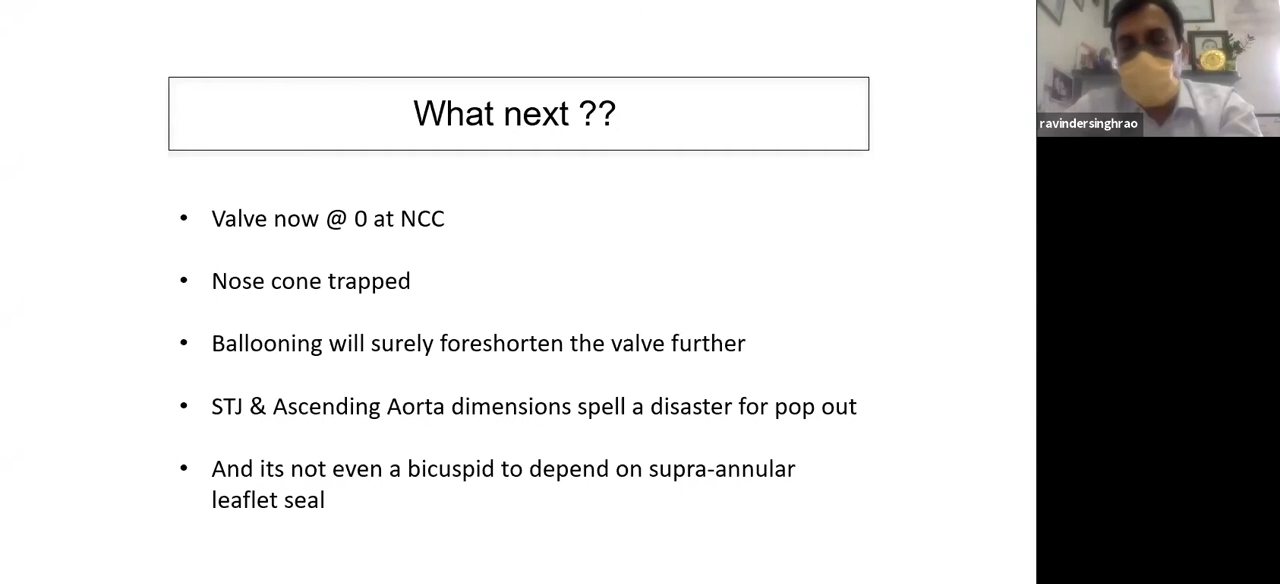 What next ??
• Valve now @ 0 at NCC
• Nose cone trapped
• Ballooning will surely foreshorten the valve further
• STJ & Ascending Aorta dimensions spell a disaster for pop out
• And its not even a bicuspid to depend on supra-annular
leaflet seal
ravindersinghrao